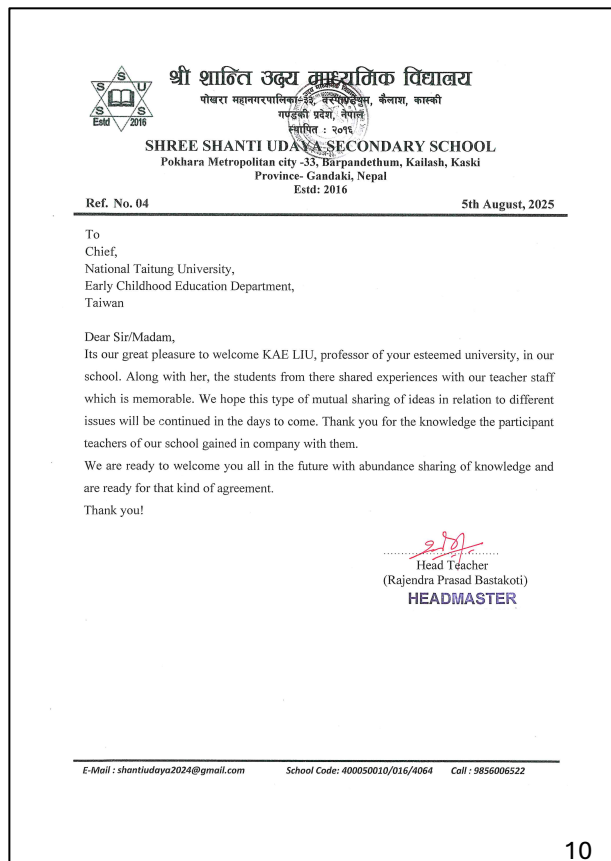 S
S U
S S
Estd 2016
श्री शान्ति उदय माध्यमिक विद्यालय
पोखरा महानगरपालिका-३३, कैलाश, कास्की
गण्डकी प्रदेश, नेपाल
स्थापित : २०१६
SHREE SHANTI UDAYA SECONDARY SCHOOL
Pokhara Metropolitan city -33, Barpandethum, Kailash, Kaski
Province- Gandaki, Nepal
Estd: 2016
Ref. No. 04 5th August, 2025
To
Chief,
National Taitung University,
Early Childhood Education Department,
Taiwan
Dear Sir/Madam,
Its our great pleasure to welcome KAE LIU, professor of your esteemed university, in our
school. Along with her, the students from there shared experiences with our teacher staff
which is memorable. We hope this type of mutual sharing of ideas in relation to different
issues will be continued in the days to come. Thank you for the knowledge the participant
teachers of our school gained in company with them.
We are ready to welcome you all in the future with abundance sharing of knowledge and
are ready for that kind of agreement.
Thank you!
Head Teacher
(Rajendra Prasad Bastakoti)
HEADMASTER
E-Mail : shantiudaya2024@gmail.com School Code: 400050010/016/4064 Call : 9856006522
10